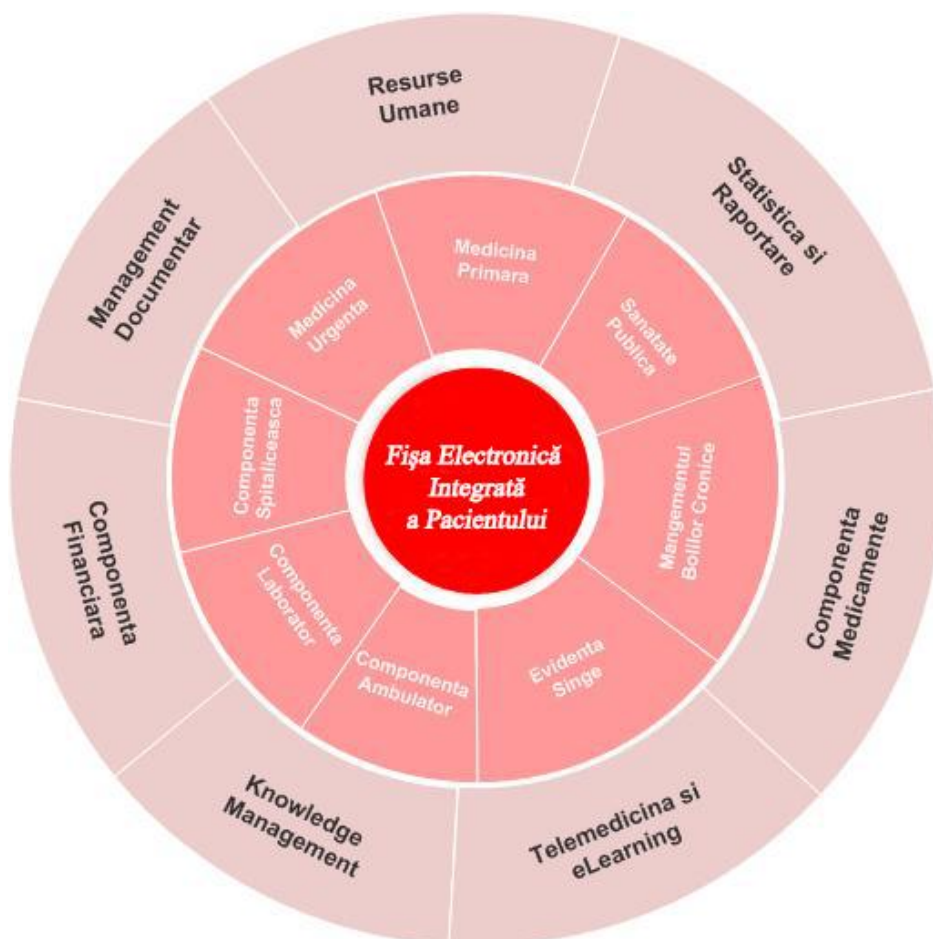 Resurse
Umane
Statistica si
Raportare
Componenta
Medicamente
Telemedicina si
eLearning
Knowledge
Management
Componenta
Financiara
Management
Documentar
Medicina
Primara
Sanatate
Publica
Mangementul
Bolilor Cronice
Evidenta
Singe
Componenta
Ambulator
Componenta
Laborator
Componenta
Spitaliceasca
Medicina
Urgenta
Fișa Electronică
Integrată
a Pacientului